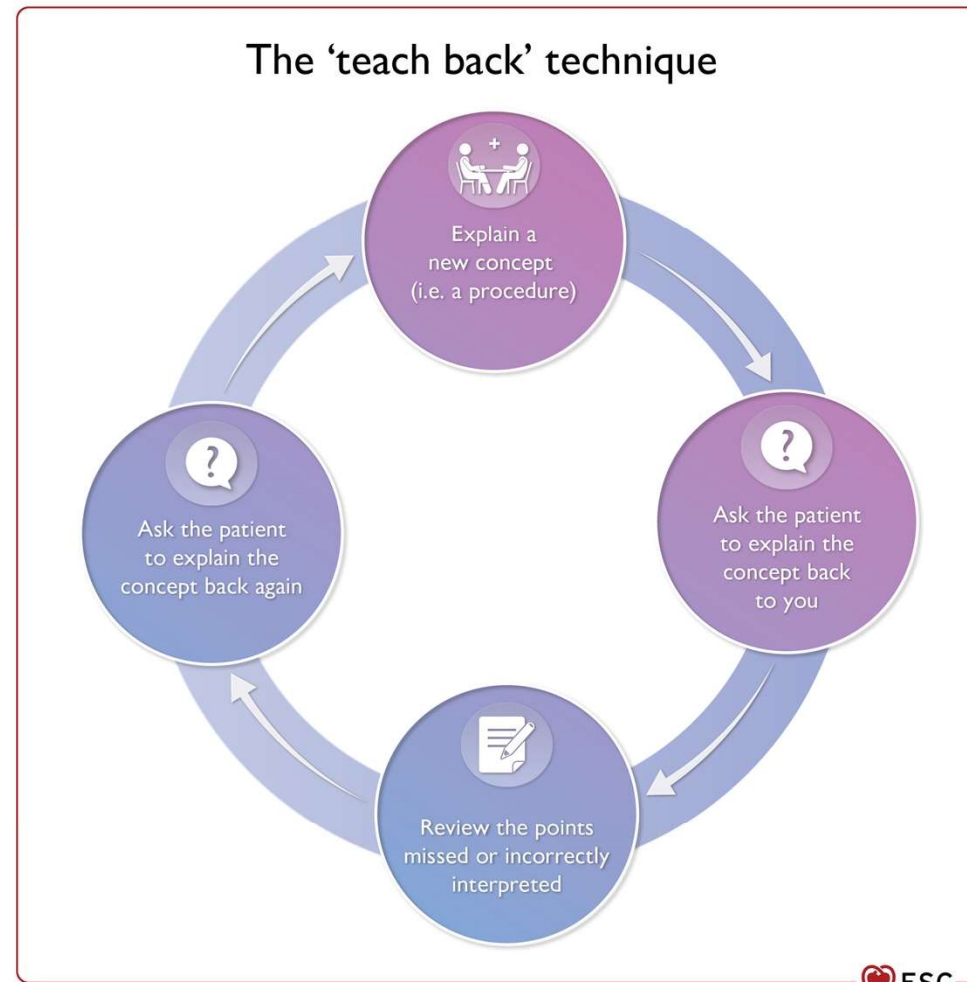 The ‘teach back’ technique
Explain a
new concept
(i.e. a procedure)
Ask the patient
to explain the
concept back
to you
Review the points
missed or incorrectly
interpreted
Ask the patient
to explain the
concept back again
ESC